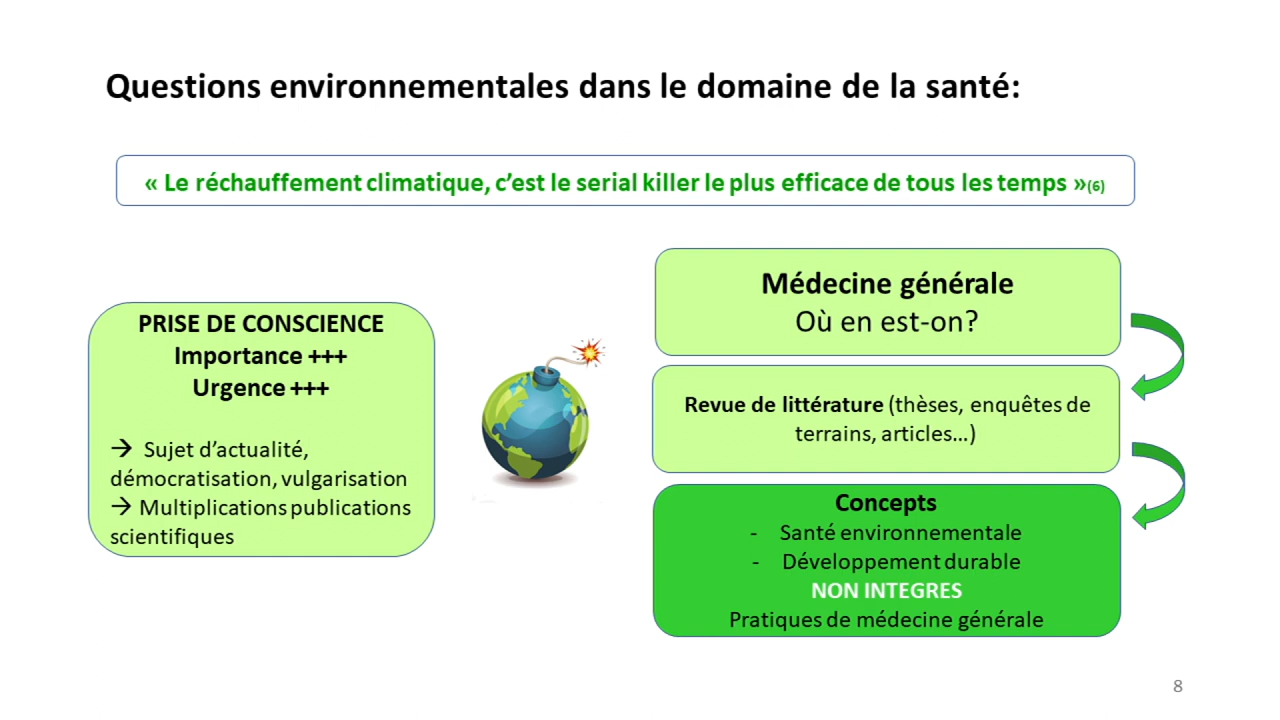 Questions environnementales dans le domaine de la santé:
« Le réchauffement climatique, c’est le serial killer le plus efficace de tous les temps »(6)
PRISE DE CONSCIENCE
Importance +++
Urgence +++
→ Sujet d’actualité,
démocratisation, vulgarisation
→ Multiplications publications
scientifiques
Médecine générale
Où en est-on?
Revue de littérature (thèses, enquêtes de
terrains, articles…)
Concepts
- Santé environnementale
- Développement durable
NON INTEGRES
Pratiques de médecine générale
8